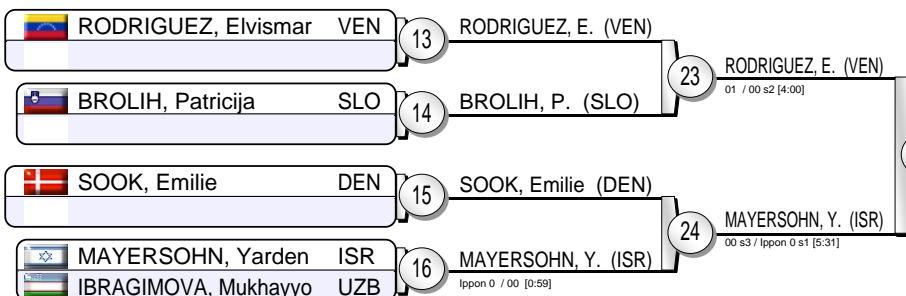 RODRIGUEZ, Elvismar VEN
13
RODRIGUEZ, E. (VEN)
23
RODRIGUEZ, E. (VEN)
01 / 00 s2 [4:00]
BROLIH, Patricija SLO
14
BROLIH, P. (SLO)
SOOK, Emilie DEN
15
SOOK, Emilie (DEN)
24
MAYERSOHN, Y. (ISR)
00 s3 / Ippon 0 s1 [5:31]
MAYERSOHN, Yarden ISR
16
MAYERSOHN, Y. (ISR)
Ippon 0 / 00 [0:59]
IBRAGIMOVA, Mukhayyo UZB